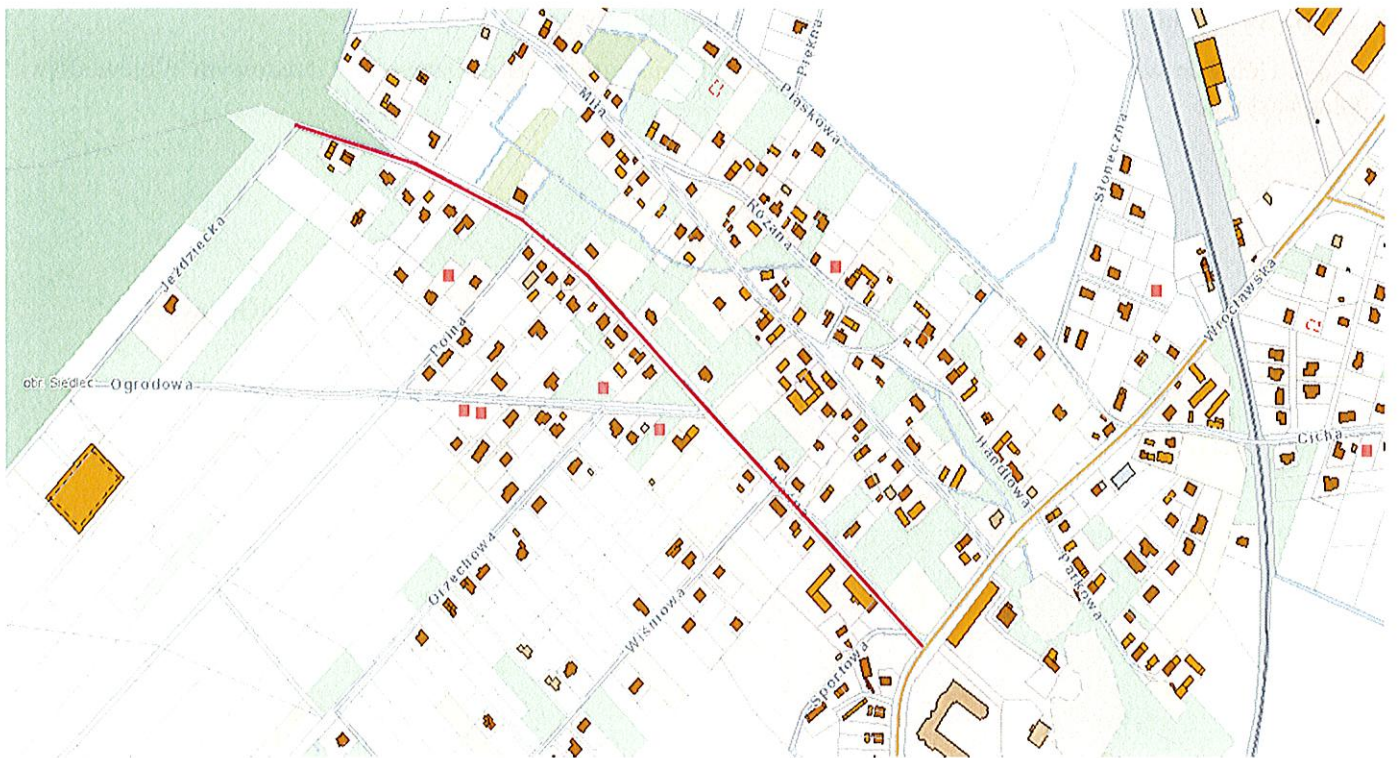 Piękna
Miła
Piaskowa
Słoneczna
Różana
Jeździecka
Wrocławska
Polna
obr Siedlec
Ogrodowa
Cicha
Handlowa
Orzechowa
Parkowa
Wiśniowa
Sportowa